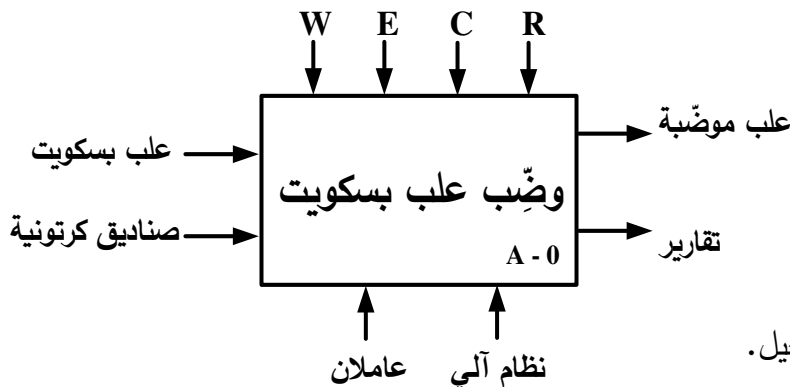 W E C R
علب موضّبة
علب بسكويت
وضِّب علب بسكويت
صناديق كرتونية
تقارير
A - 0
عاملان
نظام آلي